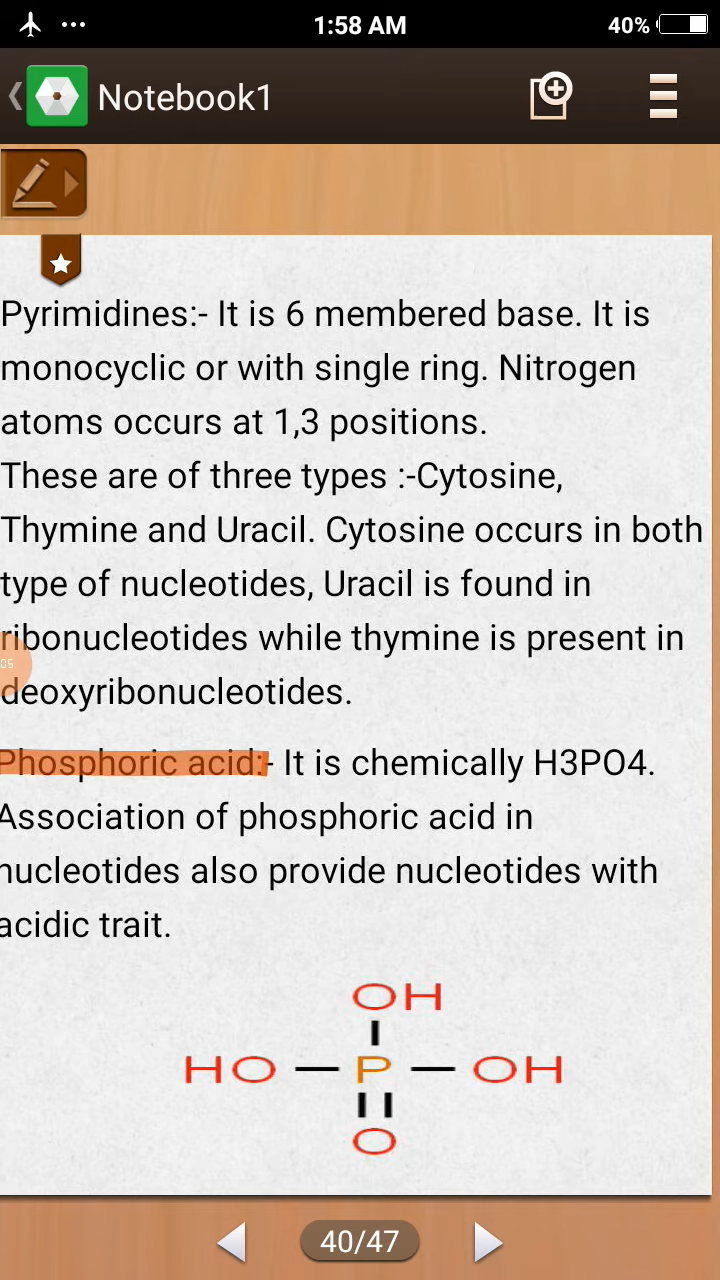 1:58 AM
40%
Notebook1
Pyrimidines:- It is 6 membered base. It is
monocyclic or with single ring. Nitrogen
atoms occurs at 1,3 positions.
These are of three types :-Cytosine,
Thymine and Uracil. Cytosine occurs in both
type of nucleotides, Uracil is found in
ribonucleotides while thymine is present in
05
deoxyribonucleotides.
Phosphoric acid:- It is chemically H3PO4.
Association of phosphoric acid in
nucleotides also provide nucleotides with
acidic trait.
OH
HO — P — OH
O
40/47